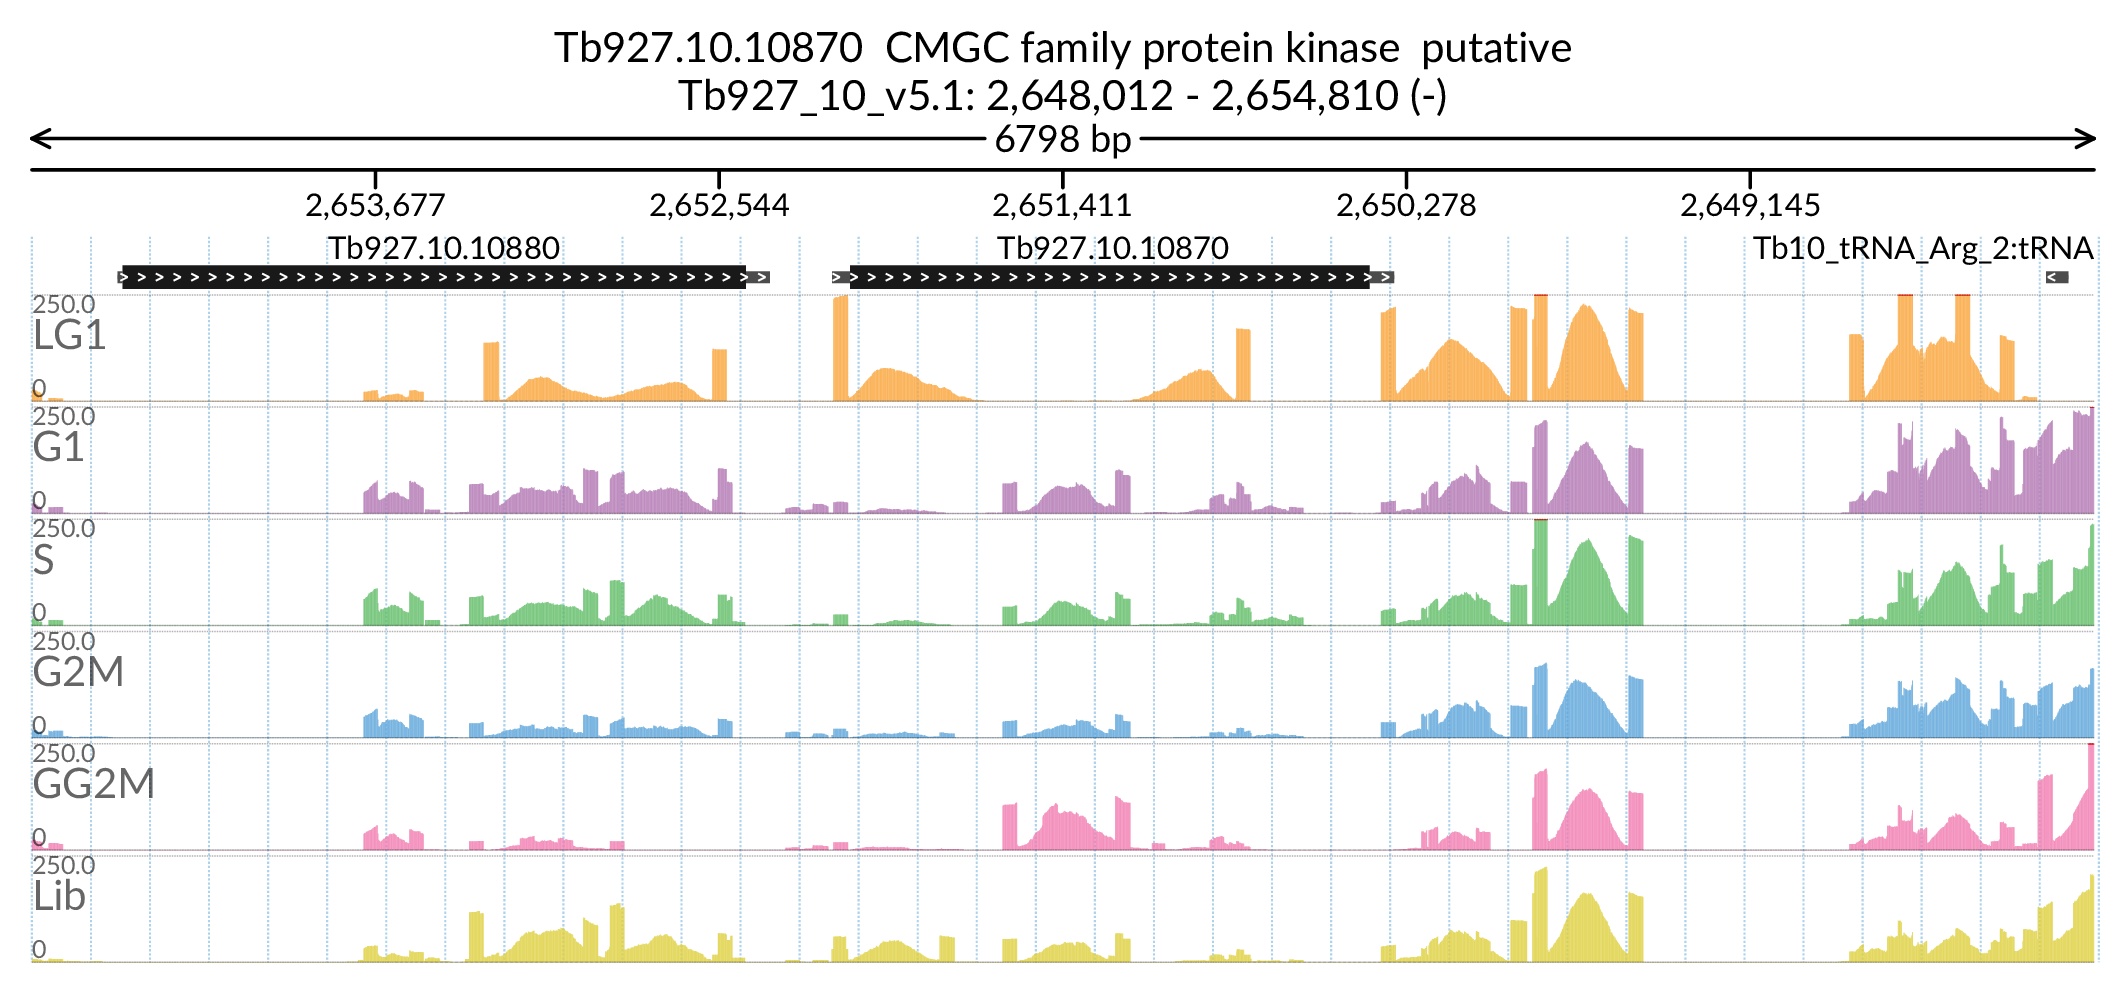 Tb927.10.10870 CMGC family protein kinase putative
Tb927_10_v5.1: 2,648,012 - 2,654,810 (-)
6798 bp
2,653,677 2,652,544 2,651,411 2,650,278 2,649,145
Tb927.10.10880 Tb927.10.10870 Tb10_tRNA_Arg_2:tRNA
250.0
LG1
0
250.0
G1
0
250.0
S
0
250.0
G2M
0
250.0
GG2M
0
250.0
Lib
0